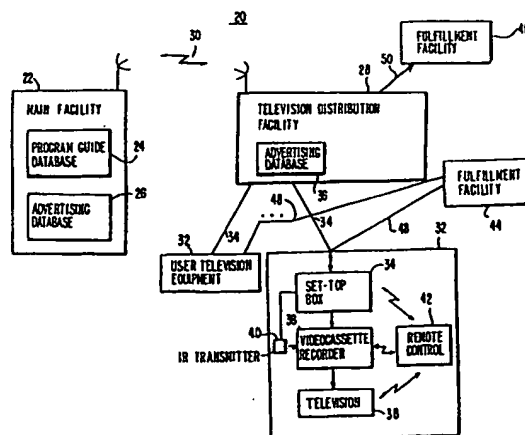 20
FULFILLMENT
FACILITY
30
50
22
28
MAIN FACILITY
PROGRAM GUIDE
DATABASE
24
ADVERTISING
DATABASE
26
TELEVISION DISTRIBUTION
FACILITY
ADVERTISING
DATABASE
36
FULFILLMENT
FACILITY
44
48
34
34
48
32
32
USER TELEVISION
EQUIPMENT
34
SET-TOP
BOX
42
REMOTE
CONTROL
40
36
IR TRANSMITTER
VIDEOCASSETTE
RECORDER
TELEVISION
38